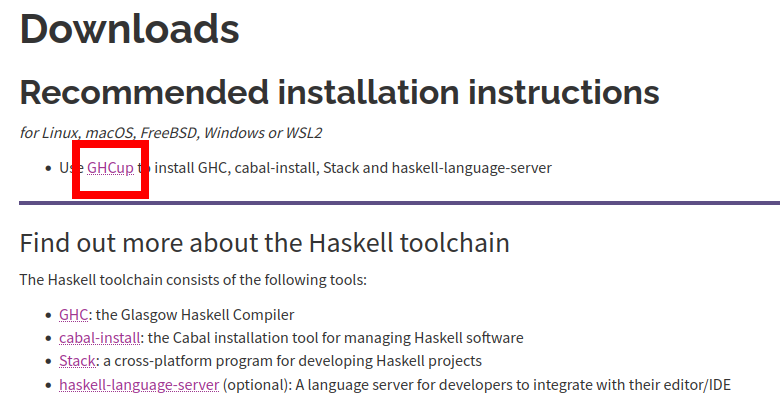 Downloads
Recommended installation instructions
for Linux, macOS, FreeBSD, Windows or WSL2
• Use GHCup to install GHC, cabal-install, Stack and haskell-language-server
Find out more about the Haskell toolchain
The Haskell toolchain consists of the following tools:
• GHC: the Glasgow Haskell Compiler
• cabal-install: the Cabal installation tool for managing Haskell software
• Stack: a cross-platform program for developing Haskell projects
• haskell-language-server (optional): A language server for developers to integrate with their editor/IDE